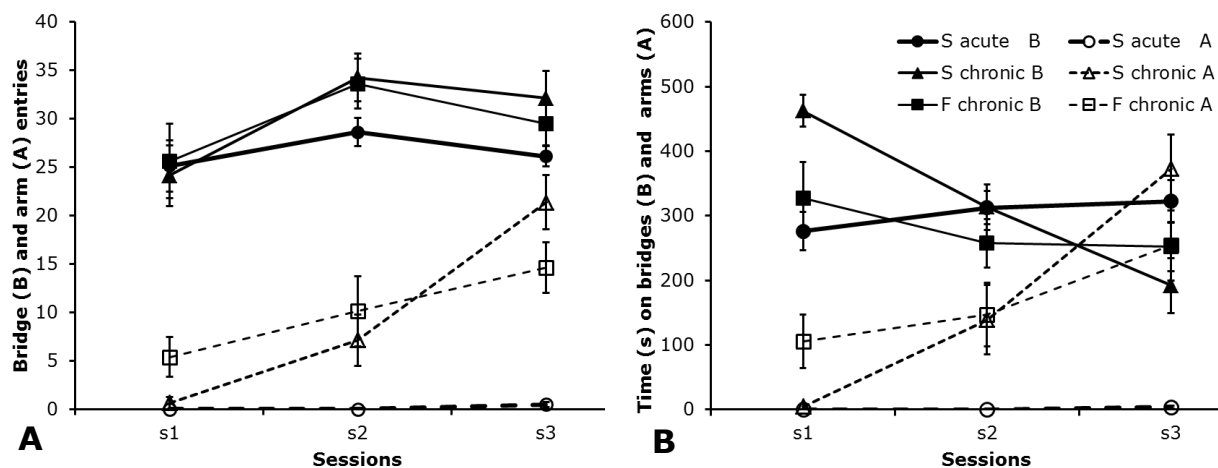 Bridge (B) and arm (A) entries
40
35
30
25
20
15
10
5
0
s1 s2 s3
Sessions
A
Time (s) on bridges (B) and arms (A)
600
500
400
300
200
100
0
S acute B S acute A
S chronic B S chronic A
F chronic B F chronic A
s1 s2 s3
Sessions
B